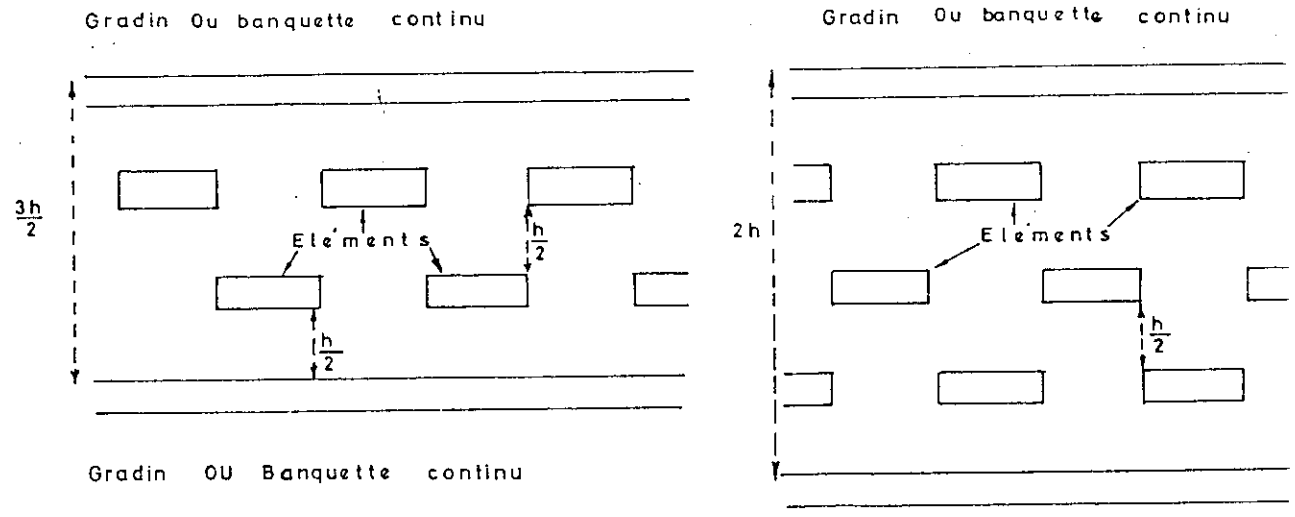 Gradin Ou banquette continu
3h/2
Elements
h/2
h/2
Gradin OU Banquette continu
Gradin Ou banquette continu
2h
Elements
h/2